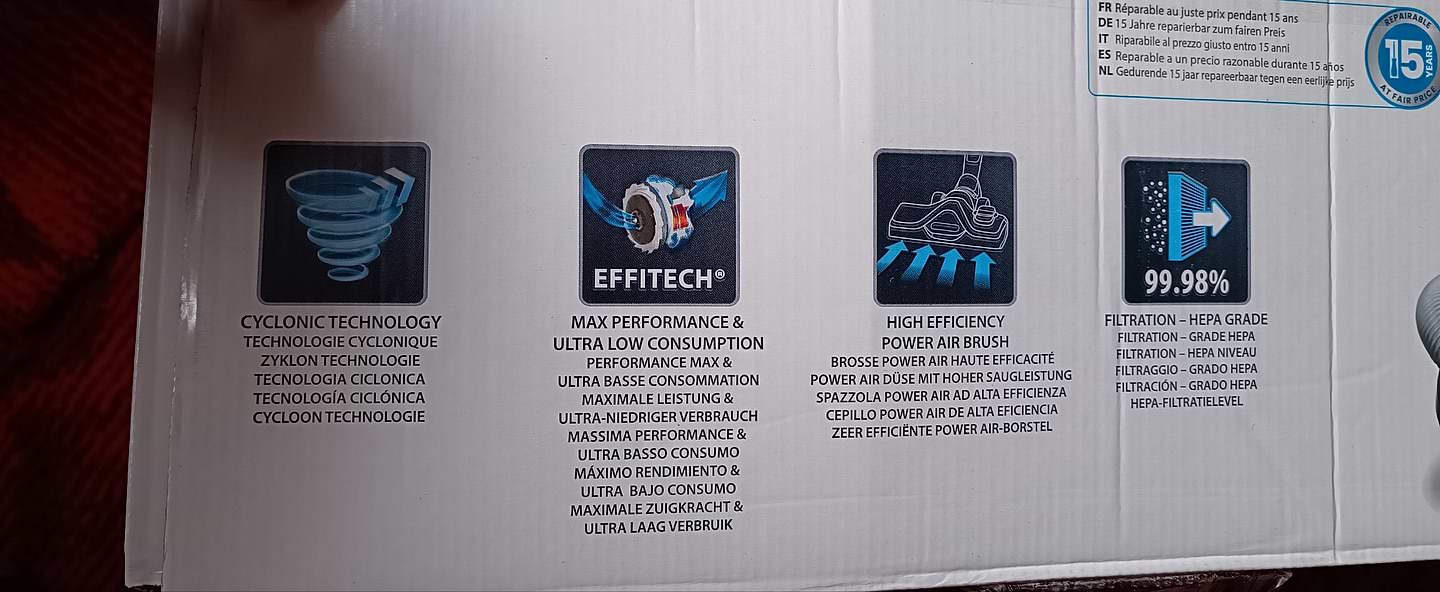 FR Réparable au juste prix pendant 15 ans
DE 15 Jahre reparierbar zum fairen Preis
IT Riparabile al prezzo giusto entro 15 anni
ES Reparable a un precio razonable durante 15 años
NL Gedurende 15 jaar repareerbaar tegen een eerlijke prijs
REPAIRABLE
15 YEARS
AT FAIR PRICE
CYCLONIC TECHNOLOGY
TECHNOLOGIE CYCLONIQUE
ZYKLON TECHNOLOGIE
TECNOLOGIA CICLONICA
TECNOLOGÍA CICLÓNICA
CYCLOON TECHNOLOGIE
EFFITECH®
MAX PERFORMANCE &
ULTRA LOW CONSUMPTION
PERFORMANCE MAX &
ULTRA BASSE CONSOMMATION
MAXIMALE LEISTUNG &
ULTRA-NIEDRIGER VERBRAUCH
MASSIMA PERFORMANCE &
ULTRA BASSO CONSUMO
MÁXIMO RENDIMIENTO &
ULTRA BAJO CONSUMO
MAXIMALE ZUIGKRACHT &
ULTRA LAAG VERBRUIK
HIGH EFFICIENCY
POWER AIR BRUSH
BROSSE POWER AIR HAUTE EFFICACITÉ
POWER AIR DÜSE MIT HOHER SAUGLEISTUNG
SPAZZOLA POWER AIR AD ALTA EFFICIENZA
CEPILLO POWER AIR DE ALTA EFICIENCIA
ZEER EFFICIËNTE POWER AIR-BORSTEL
99.98%
FILTRATION – HEPA GRADE
FILTRATION – GRADE HEPA
FILTRATION – HEPA NIVEAU
FILTRAGGIO – GRADO HEPA
FILTRACIÓN – GRADO HEPA
HEPA-FILTRATIELEVEL